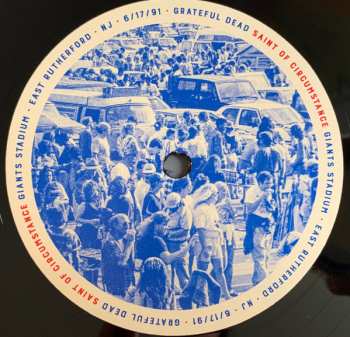 GRATEFUL DEAD SAINT OF CIRCUMSTANCE GIANTS STADIUM · EAST RUTHERFORD · NJ · 6/17/91 ·
GRATEFUL DEAD SAINT OF CIRCUMSTANCE GIANTS STADIUM · EAST RUTHERFORD · NJ · 6/17/91 ·